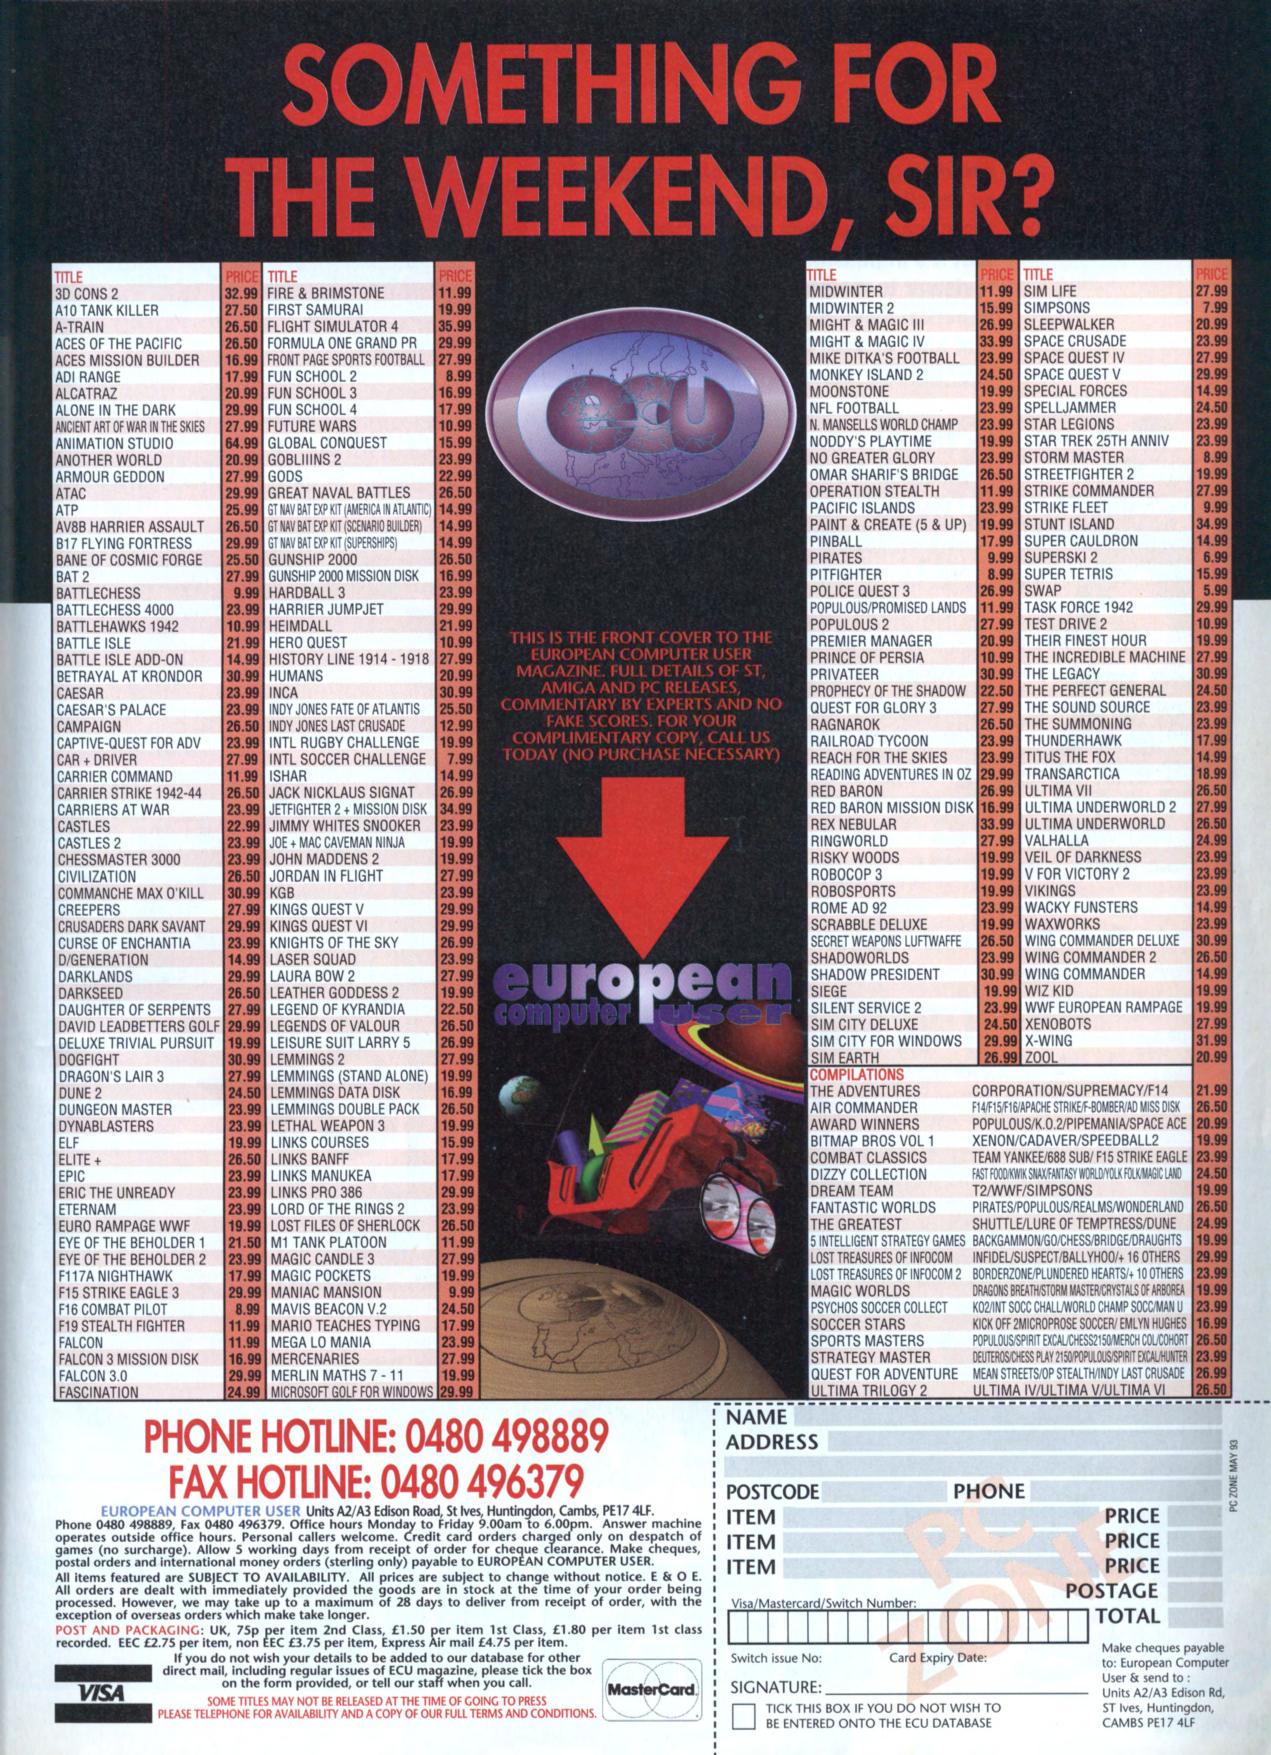 SOMETHING FOR
THE WEEKEND, SIR?
TITLE PRICE
3D CONS 2 32.99
A10 TANK KILLER 27.50
A-TRAIN 26.50
ACES OF THE PACIFIC 26.50
ACES MISSION BUILDER 16.99
ADI RANGE 17.99
ALCATRAZ 20.99
ALONE IN THE DARK 29.99
ANCIENT ART OF WAR IN THE SKIES 27.99
ANIMATION STUDIO 64.99
ANOTHER WORLD 20.99
ARMOUR GEDDON 27.99
ATAC 29.99
ATP 25.99
AV8B HARRIER ASSAULT 26.50
B17 FLYING FORTRESS 29.99
BANE OF COSMIC FORGE 25.50
BAT 2 27.99
BATTLECHESS 9.99
BATTLECHESS 4000 23.99
BATTLEHAWKS 1942 10.99
BATTLE ISLE 21.99
BATTLE ISLE ADD-ON 14.99
BETRAYAL AT KRONDOR 30.99
CAESAR 23.99
CAESAR'S PALACE 23.99
CAMPAIGN 26.50
CAPTIVE-QUEST FOR ADV 23.99
CAR + DRIVER 27.99
CARRIER COMMAND 11.99
CARRIER STRIKE 1942-44 26.50
CARRIERS AT WAR 23.99
CASTLES 22.99
CASTLES 2 23.99
CHESSMASTER 3000 23.99
CIVILIZATION 26.50
COMMANCHE MAX O'KILL 30.99
CREEPERS 27.99
CRUSADERS DARK SAVANT 29.99
CURSE OF ENCHANTIA 23.99
D/GENERATION 14.99
DARKLANDS 29.99
DARKSEED 26.50
DAUGHTER OF SERPENTS 27.99
DAVID LEADBETTERS GOLF 29.99
DELUXE TRIVIAL PURSUIT 19.99
DOGFIGHT 30.99
DRAGON'S LAIR 3 27.99
DUNE 2 24.50
DUNGEON MASTER 23.99
DYNABLASTERS 23.99
ELF 19.99
ELITE + 26.50
EPIC 23.99
ERIC THE UNREADY 23.99
ETERNAM 23.99
EURO RAMPAGE WWF 19.99
EYE OF THE BEHOLDER 1 21.50
EYE OF THE BEHOLDER 2 23.99
F117A NIGHTHAWK 17.99
F15 STRIKE EAGLE 3 29.99
F16 COMBAT PILOT 8.99
F19 STEALTH FIGHTER 11.99
FALCON 11.99
FALCON 3 MISSION DISK 16.99
FALCON 3.0 29.99
FASCINATION 24.99
TITLE PRICE
FIRE & BRIMSTONE 11.99
FIRST SAMURAI 19.99
FLIGHT SIMULATOR 4 35.99
FORMULA ONE GRAND PR 29.99
FRONT PAGE SPORTS FOOTBALL 27.99
FUN SCHOOL 2 8.99
FUN SCHOOL 3 16.99
FUN SCHOOL 4 17.99
FUTURE WARS 10.99
GLOBAL CONQUEST 15.99
GOBLIIINS 2 23.99
GODS 22.99
GREAT NAVAL BATTLES 26.50
GT NAV BAT EXP KIT (AMERICA IN ATLANTIC) 14.99
GT NAV BAT EXP KIT (SCENARIO BUILDER) 14.99
GT NAV BAT EXP KIT (SUPERSHIPS) 14.99
GUNSHIP 2000 26.50
GUNSHIP 2000 MISSION DISK 16.99
HARDBALL 3 23.99
HARRIER JUMPJET 29.99
HEIMDALL 21.99
HERO QUEST 10.99
HISTORY LINE 1914 - 1918 27.99
HUMANS 20.99
INCA 30.99
INDY JONES FATE OF ATLANTIS 25.50
INDY JONES LAST CRUSADE 12.99
INTL RUGBY CHALLENGE 19.99
INTL SOCCER CHALLENGE 7.99
ISHAR 14.99
JACK NICKLAUS SIGNAT 26.99
JETFIGHTER 2 + MISSION DISK 34.99
JIMMY WHITES SNOOKER 23.99
JOE + MAC CAVEMAN NINJA 19.99
JOHN MADDENS 2 19.99
JORDAN IN FLIGHT 27.99
KGB 23.99
KINGS QUEST V 29.99
KINGS QUEST VI 29.99
KNIGHTS OF THE SKY 26.99
LASER SQUAD 23.99
LAURA BOW 2 27.99
LEATHER GODDESS 2 19.99
LEGEND OF KYRANDIA 22.50
LEGENDS OF VALOUR 26.50
LEISURE SUIT LARRY 5 26.99
LEMMINGS 2 27.99
LEMMINGS (STAND ALONE) 19.99
LEMMINGS DATA DISK 16.99
LEMMINGS DOUBLE PACK 26.50
LETHAL WEAPON 3 19.99
LINKS COURSES 15.99
LINKS BANFF 17.99
LINKS MANUKEA 17.99
LINKS PRO 386 29.99
LORD OF THE RINGS 2 23.99
LOST FILES OF SHERLOCK 26.50
M1 TANK PLATOON 11.99
MAGIC CANDLE 3 27.99
MAGIC POCKETS 19.99
MANIAC MANSION 9.99
MAVIS BEACON V.2 24.50
MARIO TEACHES TYPING 17.99
MEGA LO MANIA 23.99
MERCENARIES 27.99
MERLIN MATHS 7 - 11 19.99
MICROSOFT GOLF FOR WINDOWS 29.99
ecu
THIS IS THE FRONT COVER TO THE
EUROPEAN COMPUTER USER
MAGAZINE. FULL DETAILS OF ST,
AMIGA AND PC RELEASES,
COMMENTARY BY EXPERTS AND NO
FAKE SCORES. FOR YOUR
COMPLIMENTARY COPY, CALL US
TODAY (NO PURCHASE NECESSARY)
european
computer user
TITLE PRICE
MIDWINTER 11.99
MIDWINTER 2 15.99
MIGHT & MAGIC III 26.99
MIGHT & MAGIC IV 33.99
MIKE DITKA'S FOOTBALL 23.99
MONKEY ISLAND 2 24.50
MOONSTONE 19.99
NFL FOOTBALL 23.99
N. MANSELLS WORLD CHAMP 23.99
NODDY'S PLAYTIME 19.99
NO GREATER GLORY 23.99
OMAR SHARIF'S BRIDGE 26.50
OPERATION STEALTH 11.99
PACIFIC ISLANDS 23.99
PAINT & CREATE (5 & UP) 19.99
PINBALL 17.99
PIRATES 9.99
PITFIGHTER 8.99
POLICE QUEST 3 26.99
POPULOUS/PROMISED LANDS 11.99
POPULOUS 2 27.99
PREMIER MANAGER 20.99
PRINCE OF PERSIA 10.99
PRIVATEER 30.99
PROPHECY OF THE SHADOW 22.50
QUEST FOR GLORY 3 27.99
RAGNAROK 26.50
RAILROAD TYCOON 23.99
REACH FOR THE SKIES 23.99
READING ADVENTURES IN OZ 29.99
RED BARON 26.99
RED BARON MISSION DISK 16.99
REX NEBULAR 33.99
RINGWORLD 27.99
RISKY WOODS 19.99
ROBOCOP 3 19.99
ROBOSPORTS 19.99
ROME AD 92 23.99
SCRABBLE DELUXE 19.99
SECRET WEAPONS LUFTWAFFE 26.50
SHADOWORLDS 23.99
SHADOW PRESIDENT 30.99
SIEGE 19.99
SILENT SERVICE 2 23.99
SIM CITY DELUXE 24.50
SIM CITY FOR WINDOWS 29.99
SIM EARTH 26.99
TITLE PRICE
SIM LIFE 27.99
SIMPSONS 7.99
SLEEPWALKER 20.99
SPACE CRUSADE 23.99
SPACE QUEST IV 27.99
SPACE QUEST V 29.99
SPECIAL FORCES 14.99
SPELLJAMMER 24.50
STAR LEGIONS 23.99
STAR TREK 25TH ANNIV 23.99
STORM MASTER 8.99
STREETFIGHTER 2 19.99
STRIKE COMMANDER 27.99
STRIKE FLEET 9.99
STUNT ISLAND 34.99
SUPER CAULDRON 14.99
SUPERSKI 2 6.99
SUPER TETRIS 15.99
SWAP 5.99
TASK FORCE 1942 29.99
TEST DRIVE 2 10.99
THEIR FINEST HOUR 19.99
THE INCREDIBLE MACHINE 27.99
THE LEGACY 30.99
THE PERFECT GENERAL 24.50
THE SOUND SOURCE 23.99
THE SUMMONING 23.99
THUNDERHAWK 17.99
TITUS THE FOX 14.99
TRANSARCTICA 18.99
ULTIMA VII 26.50
ULTIMA UNDERWORLD 2 27.99
ULTIMA UNDERWORLD 26.50
VALHALLA 24.99
VEIL OF DARKNESS 23.99
V FOR VICTORY 2 23.99
VIKINGS 23.99
WACKY FUNSTERS 14.99
WAXWORKS 23.99
WING COMMANDER DELUXE 30.99
WING COMMANDER 2 26.50
WING COMMANDER 14.99
WIZ KID 19.99
WWF EUROPEAN RAMPAGE 19.99
XENOBOTS 27.99
X-WING 31.99
ZOOL 20.99
COMPILATIONS
THE ADVENTURES CORPORATION/SUPREMACY/F14 21.99
AIR COMMANDER F14/F15/F16/APACHE STRIKE/F-BOMBER/AD MISS DISK 26.50
AWARD WINNERS POPULOUS/K.O.2/PIPEMANIA/SPACE ACE 20.99
BITMAP BROS VOL 1 XENON/CADAVER/SPEEDBALL2 19.99
COMBAT CLASSICS TEAM YANKEE/688 SUB/ F15 STRIKE EAGLE 23.99
DIZZY COLLECTION FAST FOOD/KWIK SNAX/FANTASY WORLD/YOLK FOLK/MAGIC LAND 24.50
DREAM TEAM T2/WWF/SIMPSONS 19.99
FANTASTIC WORLDS PIRATES/POPULOUS/REALMS/WONDERLAND 26.50
THE GREATEST SHUTTLE/LURE OF TEMPTRESS/DUNE 24.99
5 INTELLIGENT STRATEGY GAMES BACKGAMMON/GO/CHESS/BRIDGE/DRAUGHTS 19.99
LOST TREASURES OF INFOCOM INFIDEL/SUSPECT/BALLYHOO/+ 16 OTHERS 29.99
LOST TREASURES OF INFOCOM 2 BORDERZONE/PLUNDERED HEARTS/+ 10 OTHERS 23.99
MAGIC WORLDS DRAGONS BREATH/STORM MASTER/CRYSTALS OF ARBOREA 19.99
PSYCHOS SOCCER COLLECT KO2/INT SOCC CHALL/WORLD CHAMP SOCC/MAN U 23.99
SOCCER STARS KICK OFF 2MICROPROSE SOCCER/ EMLYN HUGHES 16.99
SPORTS MASTERS POPULOUS/SPIRIT EXCAL/CHESS2150/MERCH COL/COHORT 26.50
STRATEGY MASTER DEUTEROS/CHESS PLAY 2150/POPULOUS/SPIRIT EXCAL/HUNTER 23.99
QUEST FOR ADVENTURE MEAN STREETS/OP STEALTH/INDY LAST CRUSADE 26.99
ULTIMA TRILOGY 2 ULTIMA IV/ULTIMA V/ULTIMA VI 26.50
PHONE HOTLINE: 0480 498889
FAX HOTLINE: 0480 496379
EUROPEAN COMPUTER USER Units A2/A3 Edison Road, St Ives, Huntingdon, Cambs, PE17 4LF.
Phone 0480 498889, Fax 0480 496379. Office hours Monday to Friday 9.00am to 6.00pm. Answer machine
operates outside office hours. Personal callers welcome. Credit card orders charged only on despatch of
games (no surcharge). Allow 5 working days from receipt of order for cheque clearance. Make cheques,
postal orders and international money orders (sterling only) payable to EUROPEAN COMPUTER USER.
All items featured are SUBJECT TO AVAILABILITY. All prices are subject to change without notice. E & O E.
All orders are dealt with immediately provided the goods are in stock at the time of your order being
processed. However, we may take up to a maximum of 28 days to deliver from receipt of order, with the
exception of overseas orders which make take longer.
POST AND PACKAGING: UK, 75p per item 2nd Class, £1.50 per item 1st Class, £1.80 per item 1st class
recorded. EEC £2.75 per item, non EEC £3.75 per item, Express Air mail £4.75 per item.
If you do not wish your details to be added to our database for other
direct mail, including regular issues of ECU magazine, please tick the box
on the form provided, or tell our staff when you call.
SOME TITLES MAY NOT BE RELEASED AT THE TIME OF GOING TO PRESS
PLEASE TELEPHONE FOR AVAILABILITY AND A COPY OF OUR FULL TERMS AND CONDITIONS.
VISA
MasterCard
NAME
ADDRESS
POSTCODE PHONE
ITEM PRICE
ITEM PRICE
ITEM PRICE
POSTAGE
TOTAL
PC ZONE
Visa/Mastercard/Switch Number:
Switch issue No: Card Expiry Date:
SIGNATURE:
TICK THIS BOX IF YOU DO NOT WISH TO
BE ENTERED ONTO THE ECU DATABASE
Make cheques payable
to: European Computer
User & send to :
Units A2/A3 Edison Rd,
ST Ives, Huntingdon,
CAMBS PE17 4LF
PC ZONE MAY 93